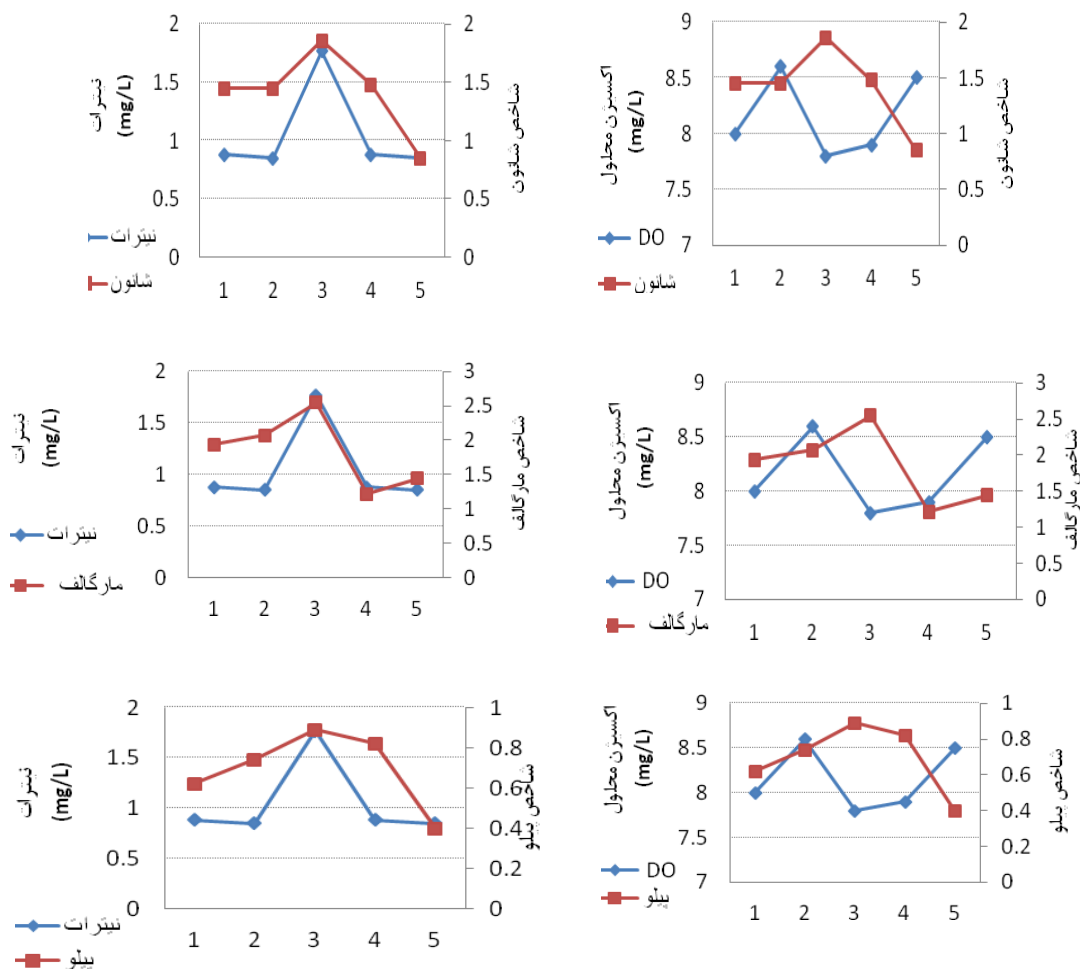 نیترات
(mg/L)
2
1.5
1
0.5
0
2
1.5
1
0.5
0
شاخص شانون
1 2 3 4 5
نیترات
شانون
اکسیژن محلول
(mg/L)
9
8.5
8
7.5
7
2
1.5
1
0.5
0
شاخص شانون
1 2 3 4 5
DO
شانون
نیترات
(mg/L)
2
1.5
1
0.5
0
3
2.5
2
1.5
1
0.5
0
شاخص مارگالف
1 2 3 4 5
نیترات
مارگالف
اکسیژن محلول
(mg/L)
9
8.5
8
7.5
7
3
2.5
2
1.5
1
0.5
0
شاخص مارگالف
1 2 3 4 5
DO
مارگالف
نیترات
(mg/L)
2
1.5
1
0.5
0
1
0.8
0.6
0.4
0.2
0
شاخص پیلو
1 2 3 4 5
نیترات
پیلو
اکسیژن محلول
(mg/L)
9
8.5
8
7.5
7
1
0.8
0.6
0.4
0.2
0
شاخص پیلو
1 2 3 4 5
DO
پیلو